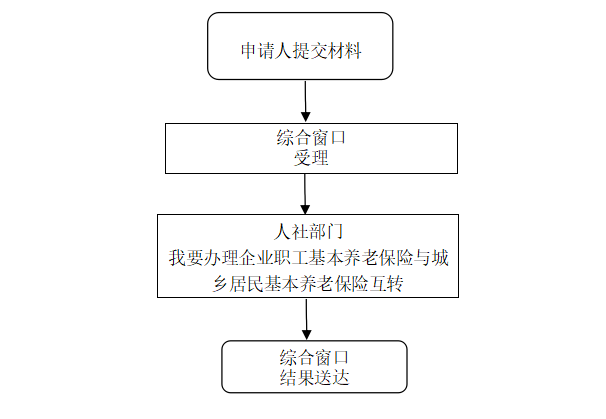 申请人提交材料
综合窗口
受理
人社部门
我要办理企业职工基本养老保险与城
乡居民基本养老保险互转
综合窗口
结果送达